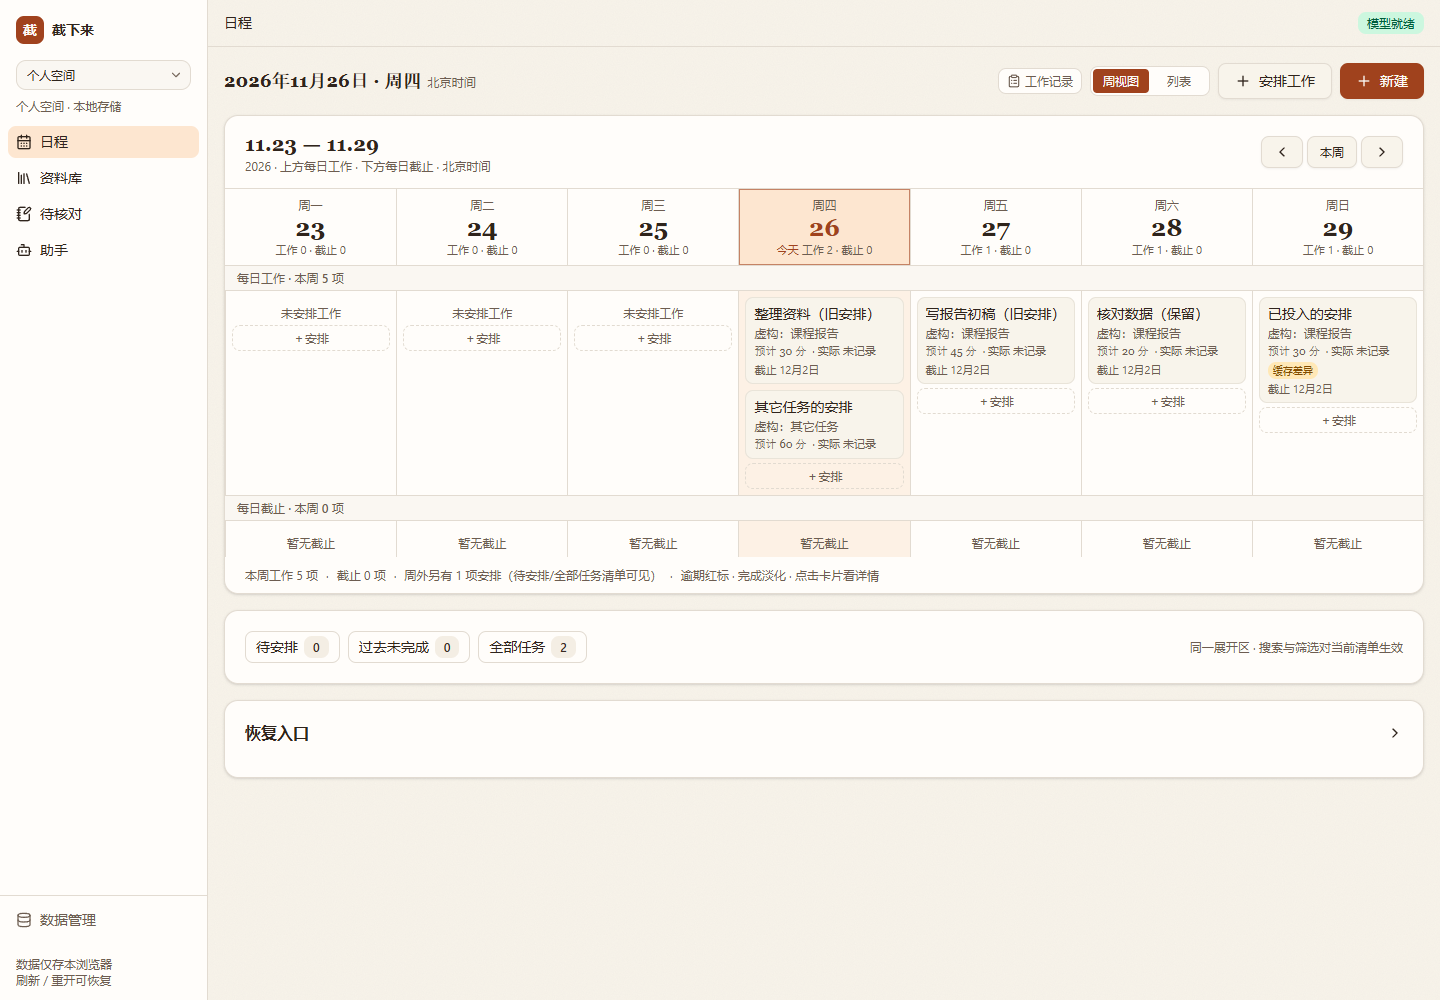 截 截下来
个人空间
个人空间 · 本地存储
日程
资料库
待核对
助手
数据管理
数据仅存本浏览器
刷新 / 重开可恢复
日程
模型就绪
2026年11月26日 · 周四 北京时间
工作记录
周视图
列表
+ 安排工作
+ 新建
11.23 — 11.29
2026 · 上方每日工作 · 下方每日截止 · 北京时间
本周
周一
23
工作 0 · 截止 0
周二
24
工作 0 · 截止 0
周三
25
工作 0 · 截止 0
周四
26
今天 工作 2 · 截止 0
周五
27
工作 1 · 截止 0
周六
28
工作 1 · 截止 0
周日
29
工作 1 · 截止 0
每日工作 · 本周 5 项
未安排工作
+ 安排
未安排工作
+ 安排
未安排工作
+ 安排
整理资料（旧安排）
虚构：课程报告
预计 30 分 · 实际 未记录
截止 12月2日
其它任务的安排
虚构：其它任务
预计 60 分 · 实际 未记录
+ 安排
写报告初稿（旧安排）
虚构：课程报告
预计 45 分 · 实际 未记录
截止 12月2日
+ 安排
核对数据（保留）
虚构：课程报告
预计 20 分 · 实际 未记录
截止 12月2日
+ 安排
已投入的安排
虚构：课程报告
预计 30 分 · 实际 未记录
缓存差异
截止 12月2日
+ 安排
每日截止 · 本周 0 项
暂无截止
暂无截止
暂无截止
暂无截止
暂无截止
暂无截止
暂无截止
本周工作 5 项 · 截止 0 项 · 周外另有 1 项安排（待安排/全部任务清单可见） · 逾期红标 · 完成淡化 · 点击卡片看详情
待安排 0
过去未完成 0
全部任务 2
同一展开区 · 搜索与筛选对当前清单生效
恢复入口